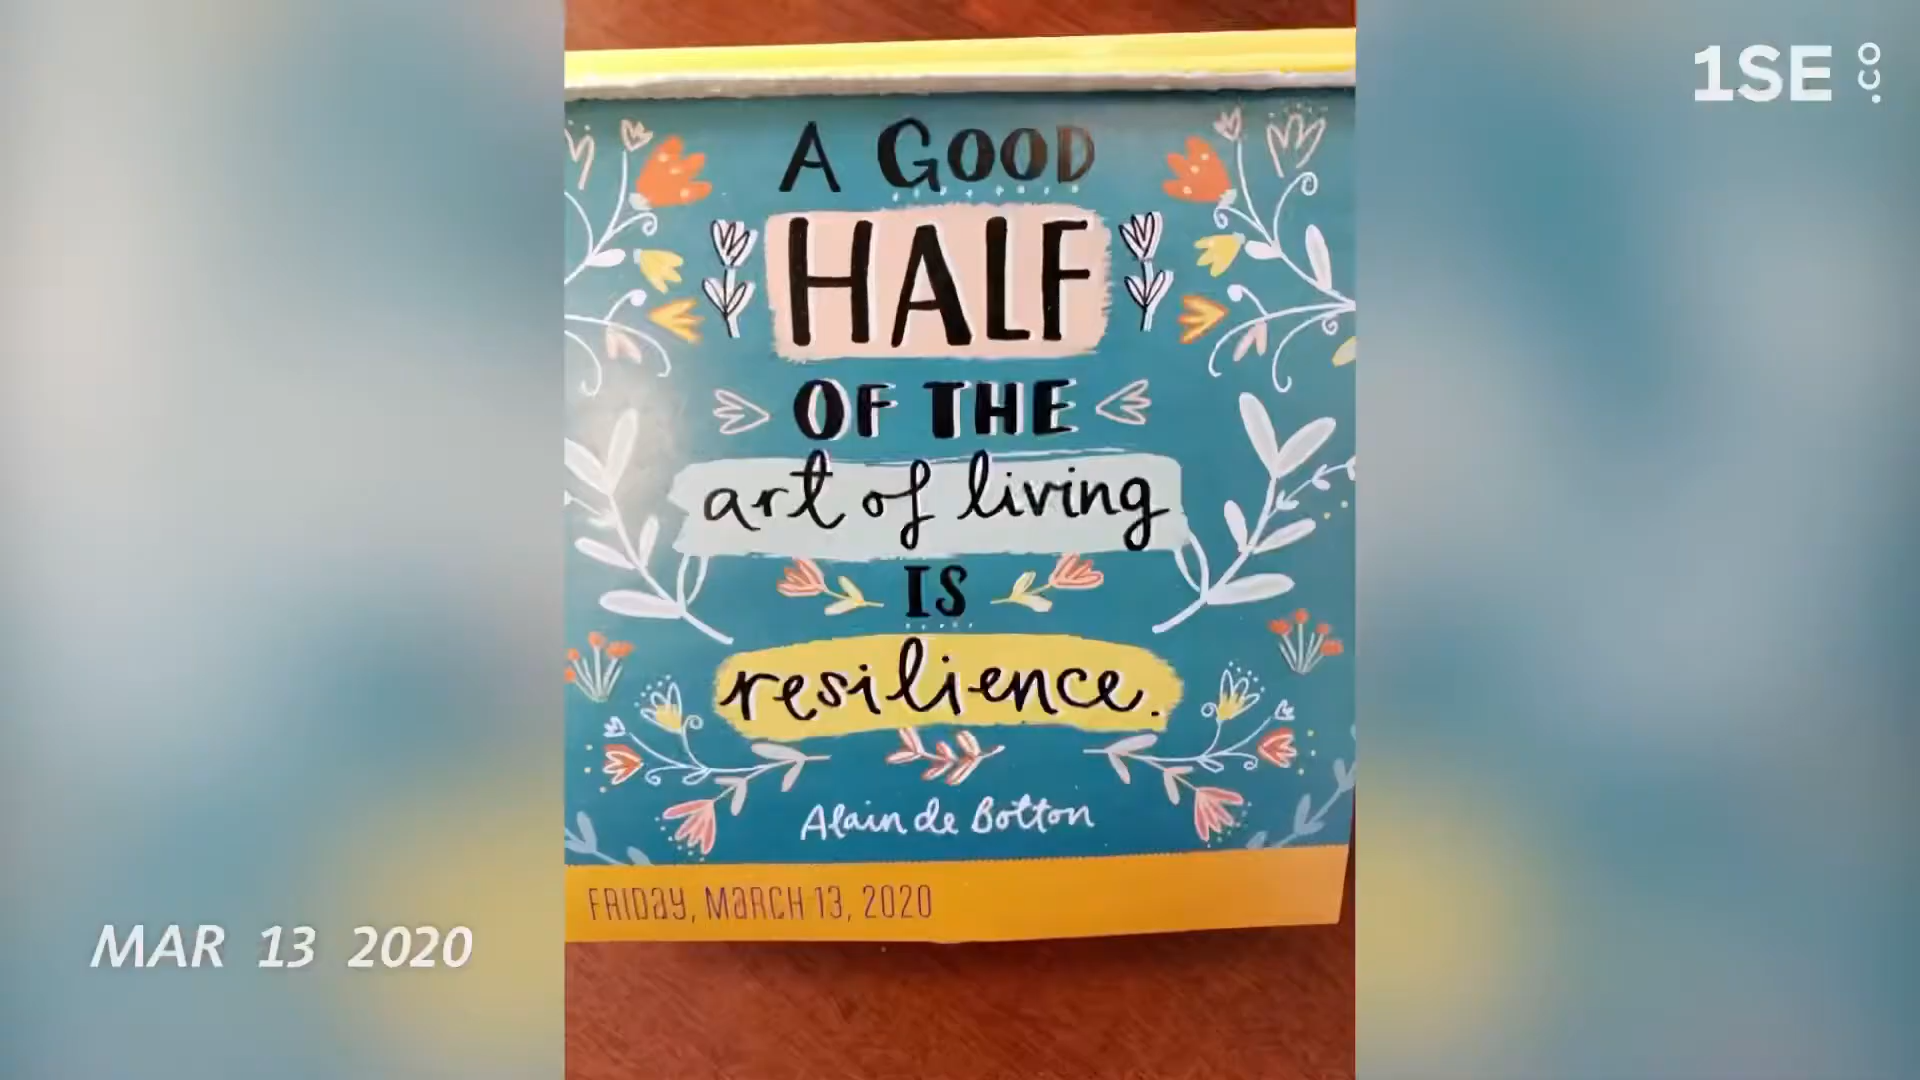 1SE .CO
A GOOD
HALF
OF THE
art of living
IS
resilience.
Alain de Botton
FRIDAY, MARCH 13, 2020
MAR 13 2020